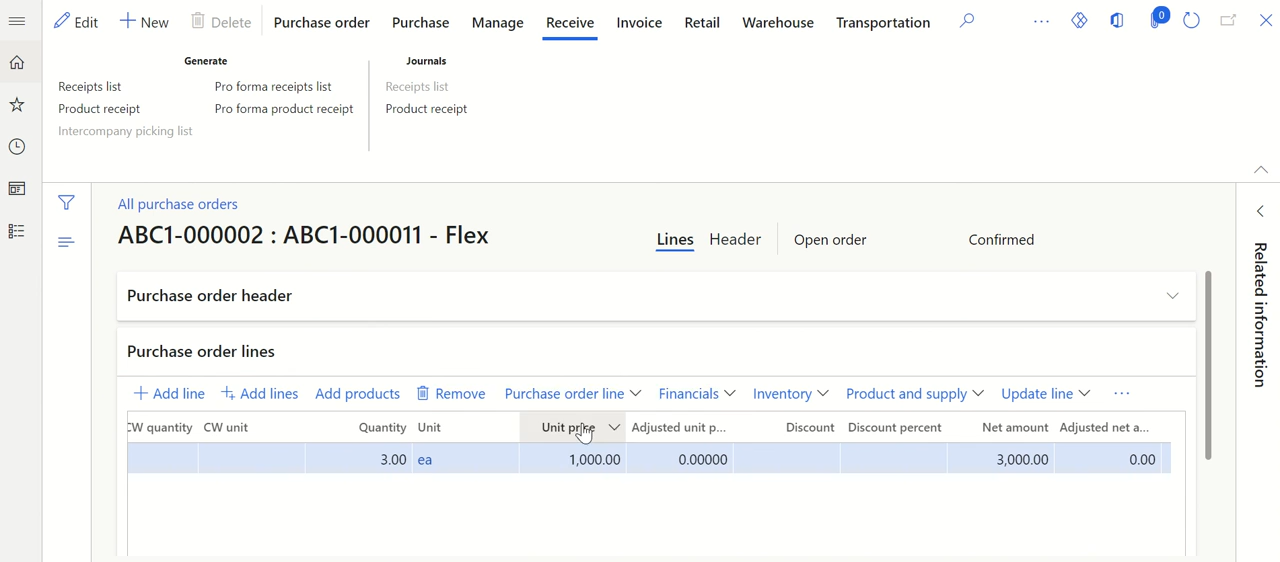 Edit New Delete Purchase order Purchase Manage Receive Invoice Retail Warehouse Transportation ... 0
Generate
Receipts list Pro forma receipts list
Product receipt Pro forma product receipt
Intercompany picking list
Journals
Receipts list
Product receipt
All purchase orders
ABC1-000002 : ABC1-000011 - Flex
Lines Header Open order Confirmed
Related information
Purchase order header
Purchase order lines
Add line Add lines Add products Remove Purchase order line Financials Inventory Product and supply Update line ...
CW quantity CW unit Quantity Unit Unit price Adjusted unit p... Discount Discount percent Net amount Adjusted net a...
3.00 ea 1,000.00 0.00000 3,000.00 0.00